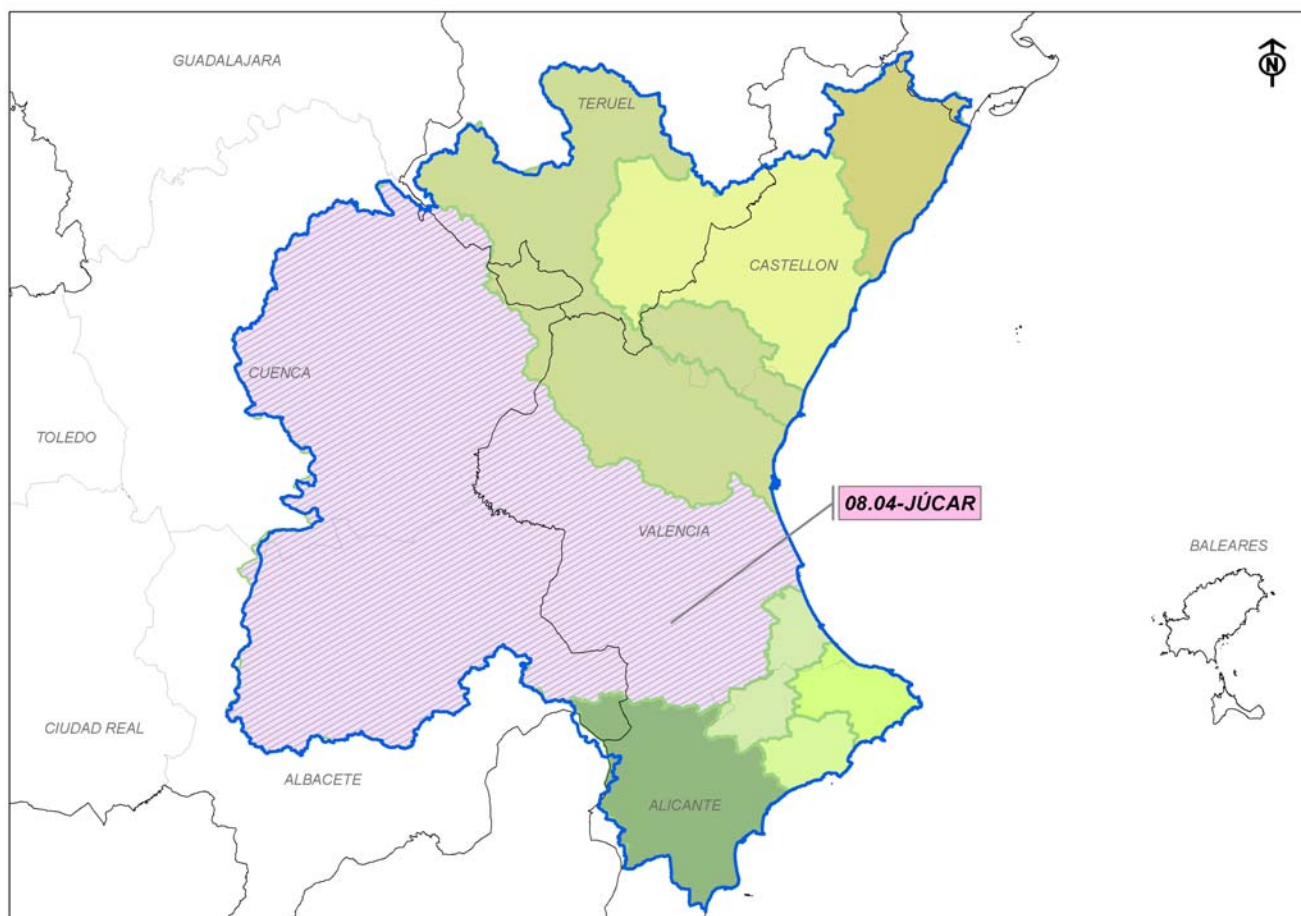 GUADALAJARA
N
TERUEL
CASTELLON
CUENCA
TOLEDO
08.04-JÚCAR
VALENCIA
BALEARES
CIUDAD REAL
ALBACETE
ALICANTE